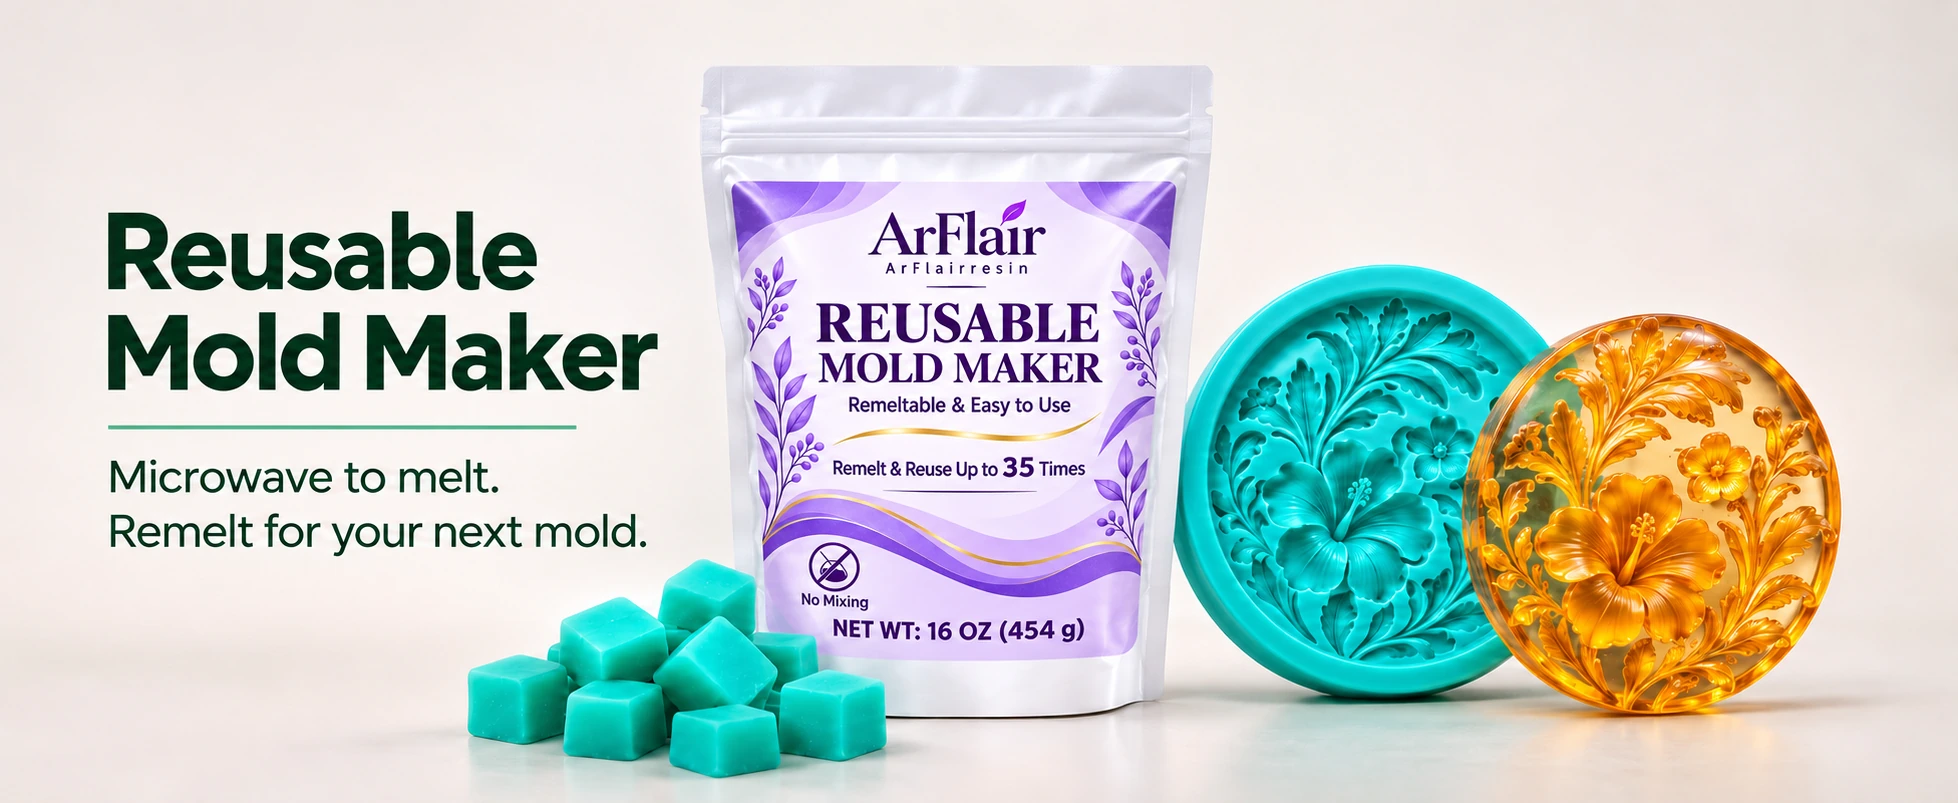 Reusable
Mold Maker
Microwave to melt.
Remelt for your next mold.
ArFlair
ArFlairresin
REUSABLE
MOLD MAKER
Remeltable & Easy to Use
Remelt & Reuse Up to 35 Times
No Mixing
NET WT: 16 OZ (454 g)